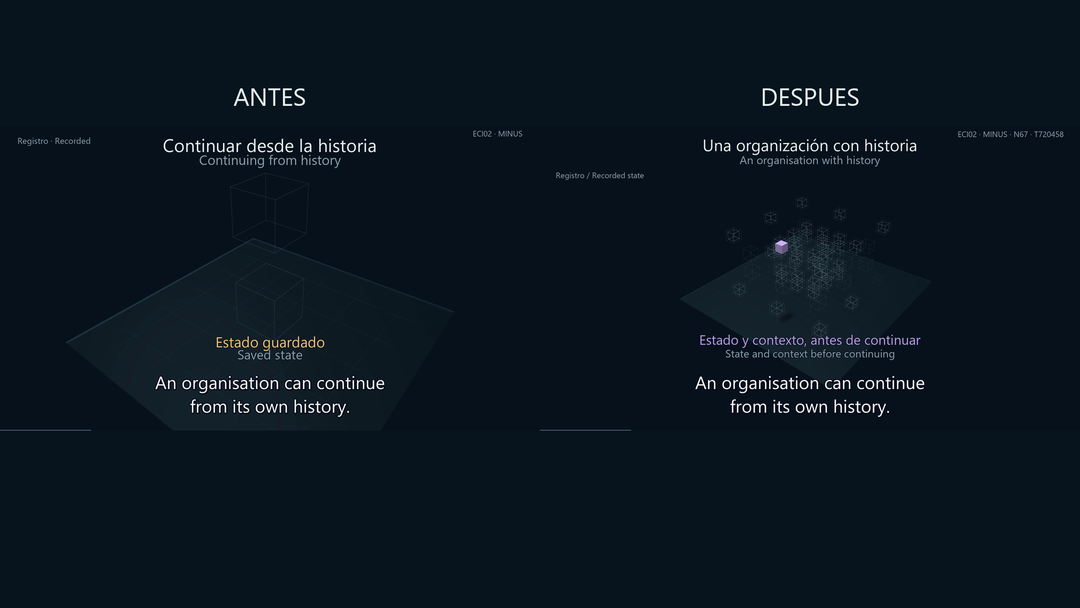 ANTES
Registro · Recorded
ECI02 · MINUS
Continuar desde la historia
Continuing from history
Estado guardado
Saved state
An organisation can continue
from its own history.
DESPUES
ECI02 · MINUS · N67 · T720458
Una organización con historia
An organisation with history
Registro / Recorded state
Estado y contexto, antes de continuar
State and context before continuing
An organisation can continue
from its own history.